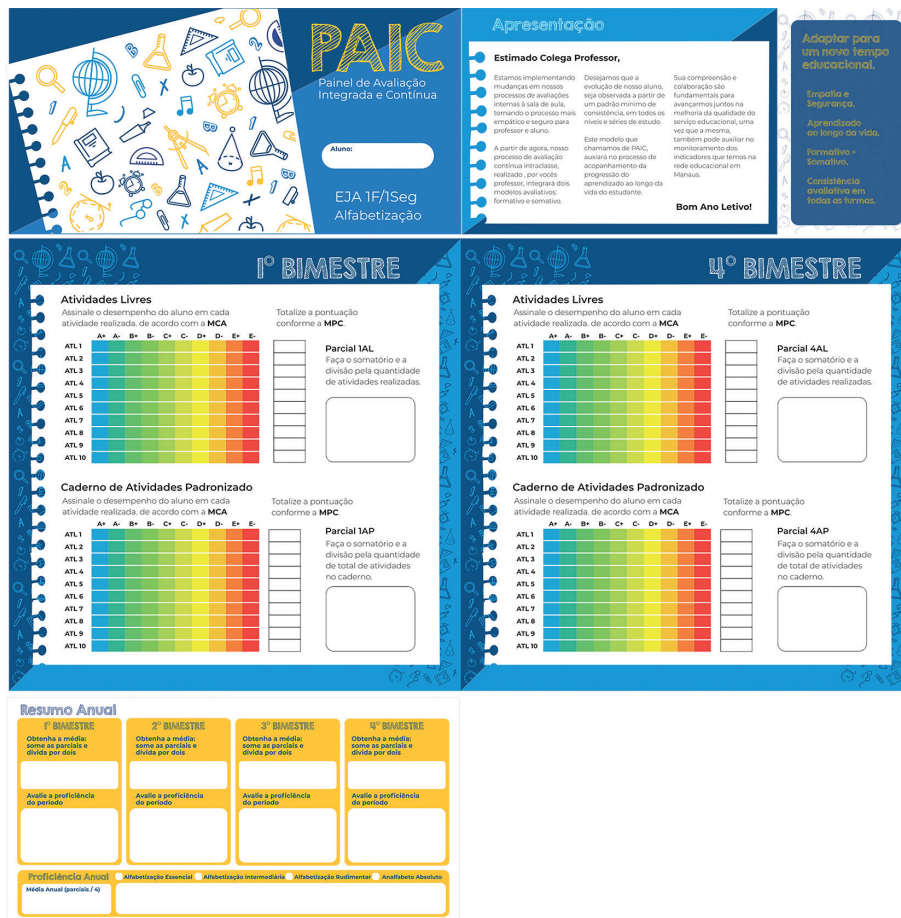 PAIC
Painel de Avaliação
Integrada e Contínua
Aluno:
EJA 1F/1Seg
Alfabetização
Apresentação
Estimado Colega Professor,
Estamos implementando
mudanças em nossos
processos de avaliações
internas à sala de aula,
tornando o processo mais
empático e seguro para
professor e aluno.
A partir de agora, nosso
processo de avaliação
contínua intraclasse,
realizado , por vocês
professor, integrará dois
modelos avaliativos:
formativo e somativo.
Desejamos que a
evolução de nosso aluno,
seja observada a partir de
um padrão mínimo de
consistência, em todos os
níveis e séries de estudo.
Este modelo que
chamamos de PAIC,
auxiará no processo de
acopanhamento da
progressão do
aprendizado ao longo da
vida do estudante.
Sua compreensão e
colaboração são
fundamentais para
avançarmos juntos na
melhoria da qualidade do
serviço educacional, uma
vez que a mesma,
também pode auxiliar no
monitoramento dos
indicadores que temos na
rede educacional em
Manaus.
Bom Ano Letivo!
Adaptar para
um novo tempo
educacional.
Empatia e
Segurança.
Aprendizado
ao longo da vida.
Formativo +
Somativo.
Consistência
avaliativa em
todas as turmas.
1º BIMESTRE
Atividades Livres
Assinale o desempenho do aluno em cada
atividade realizada. de acordo com a MCA
Totalize a pontuação
conforme a MPC.
A+ A- B+ B- C+ C- D+ D- E+ E-
ATL 1
ATL 2
ATL 3
ATL 4
ATL 5
ATL 6
ATL 7
ATL 8
ATL 9
ATL 10
Parcial 1AL
Faça o somatório e a
divisão pela quantidade
de atividades realizadas.
Caderno de Atividades Padronizado
Assinale o desempenho do aluno em cada
atividade realizada. de acordo com a MCA
Totalize a pontuação
conforme a MPC.
A+ A- B+ B- C+ C- D+ D- E+ E-
ATL 1
ATL 2
ATL 3
ATL 4
ATL 5
ATL 6
ATL 7
ATL 8
ATL 9
ATL 10
Parcial 1AP
Faça o somatório e a
divisão pela quantidade
de total de atividades
no caderno.
4º BIMESTRE
Atividades Livres
Assinale o desempenho do aluno em cada
atividade realizada. de acordo com a MCA
Totalize a pontuação
conforme a MPC.
A+ A- B+ B- C+ C- D+ D- E+ E-
ATL 1
ATL 2
ATL 3
ATL 4
ATL 5
ATL 6
ATL 7
ATL 8
ATL 9
ATL 10
Parcial 4AL
Faça o somatório e a
divisão pela quantidade
de atividades realizadas.
Caderno de Atividades Padronizado
Assinale o desempenho do aluno em cada
atividade realizada. de acordo com a MCA
Totalize a pontuação
conforme a MPC.
A+ A- B+ B- C+ C- D+ D- E+ E-
ATL 1
ATL 2
ATL 3
ATL 4
ATL 5
ATL 6
ATL 7
ATL 8
ATL 9
ATL 10
Parcial 4AP
Faça o somatório e a
divisão pela quantidade
de total de atividades
no caderno.
Resumo Anual
1º BIMESTRE
Obtenha a média:
some as parciais e
divida por dois
Avalie a proficiência
do período
2º BIMESTRE
Obtenha a média:
some as parciais e
divida por dois
Avalie a proficiência
do período
3º BIMESTRE
Obtenha a média:
some as parciais e
divida por dois
Avalie a proficiência
do período
4º BIMESTRE
Obtenha a média:
some as parciais e
divida por dois
Avalie a proficiência
do período
Proficiência Anual
Alfabetização Essencial
Alfabetização Intermediária
Alfabetização Rudimentar
Analfabeto Absoluto
Média Anual (parciais / 4)